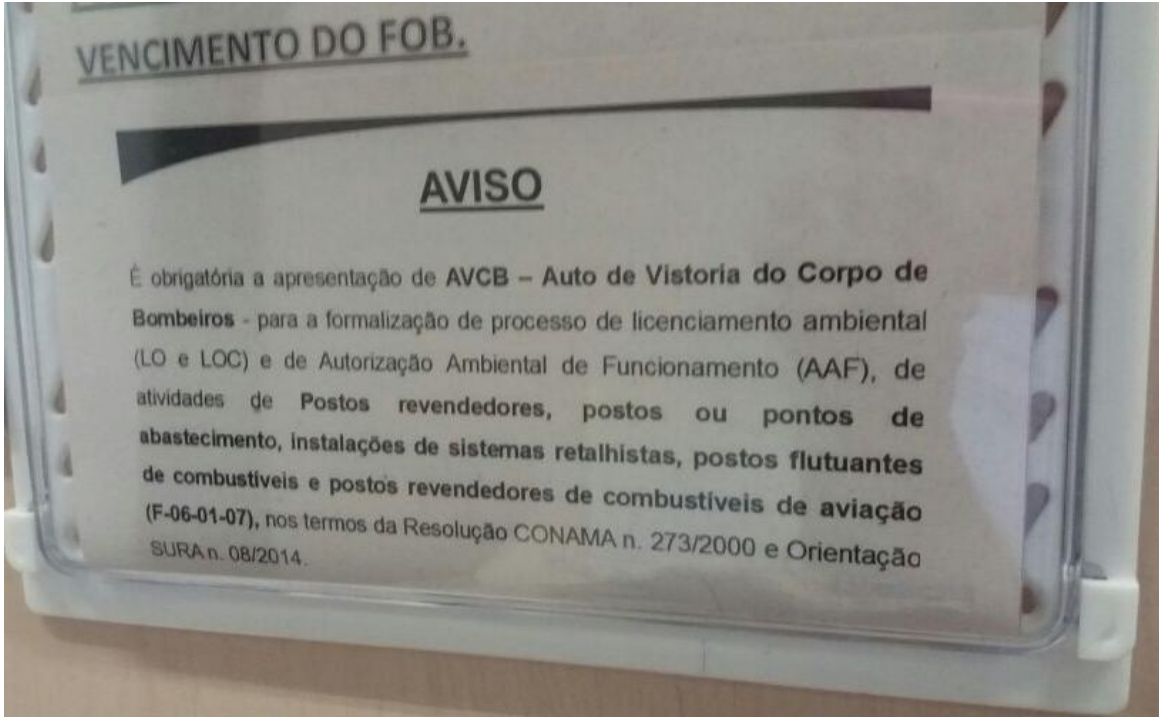 VENCIMENTO DO FOB.
AVISO
É obrigatória a apresentação de AVCB – Auto de Vistoria do Corpo de
Bombeiros - para a formalização de processo de licenciamento ambiental
(LO e LOC) e de Autorização Ambiental de Funcionamento (AAF), de
atividades de Postos revendedores, postos ou pontos de
abastecimento, instalações de sistemas retalhistas, postos flutuantes
de combustíveis e postos revendedores de combustíveis de aviação
(F-06-01-07), nos termos da Resolução CONAMA n. 273/2000 e Orientação
SURA n. 08/2014.